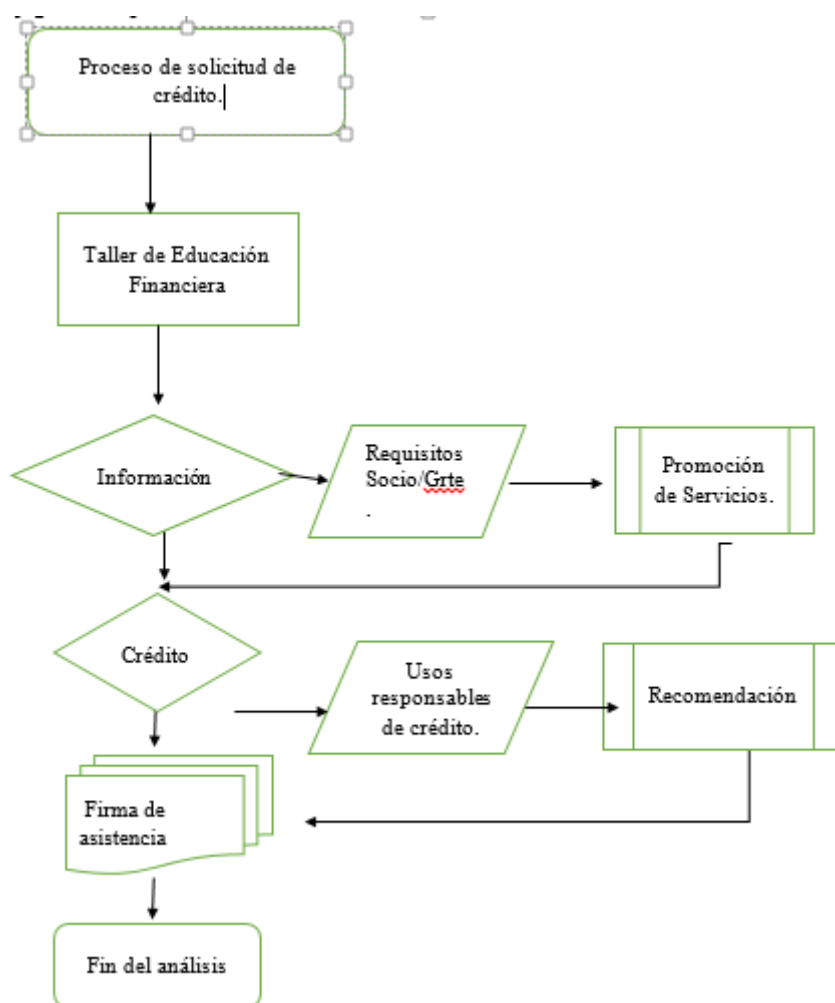 Proceso de solicitud de
crédito.
Taller de Educación
Financiera
Información
Requisitos
Socio/Grte
.
Promoción
de Servicios.
Crédito
Usos
responsables
de crédito.
Recomendación
Firma de
asistencia
Fin del análisis